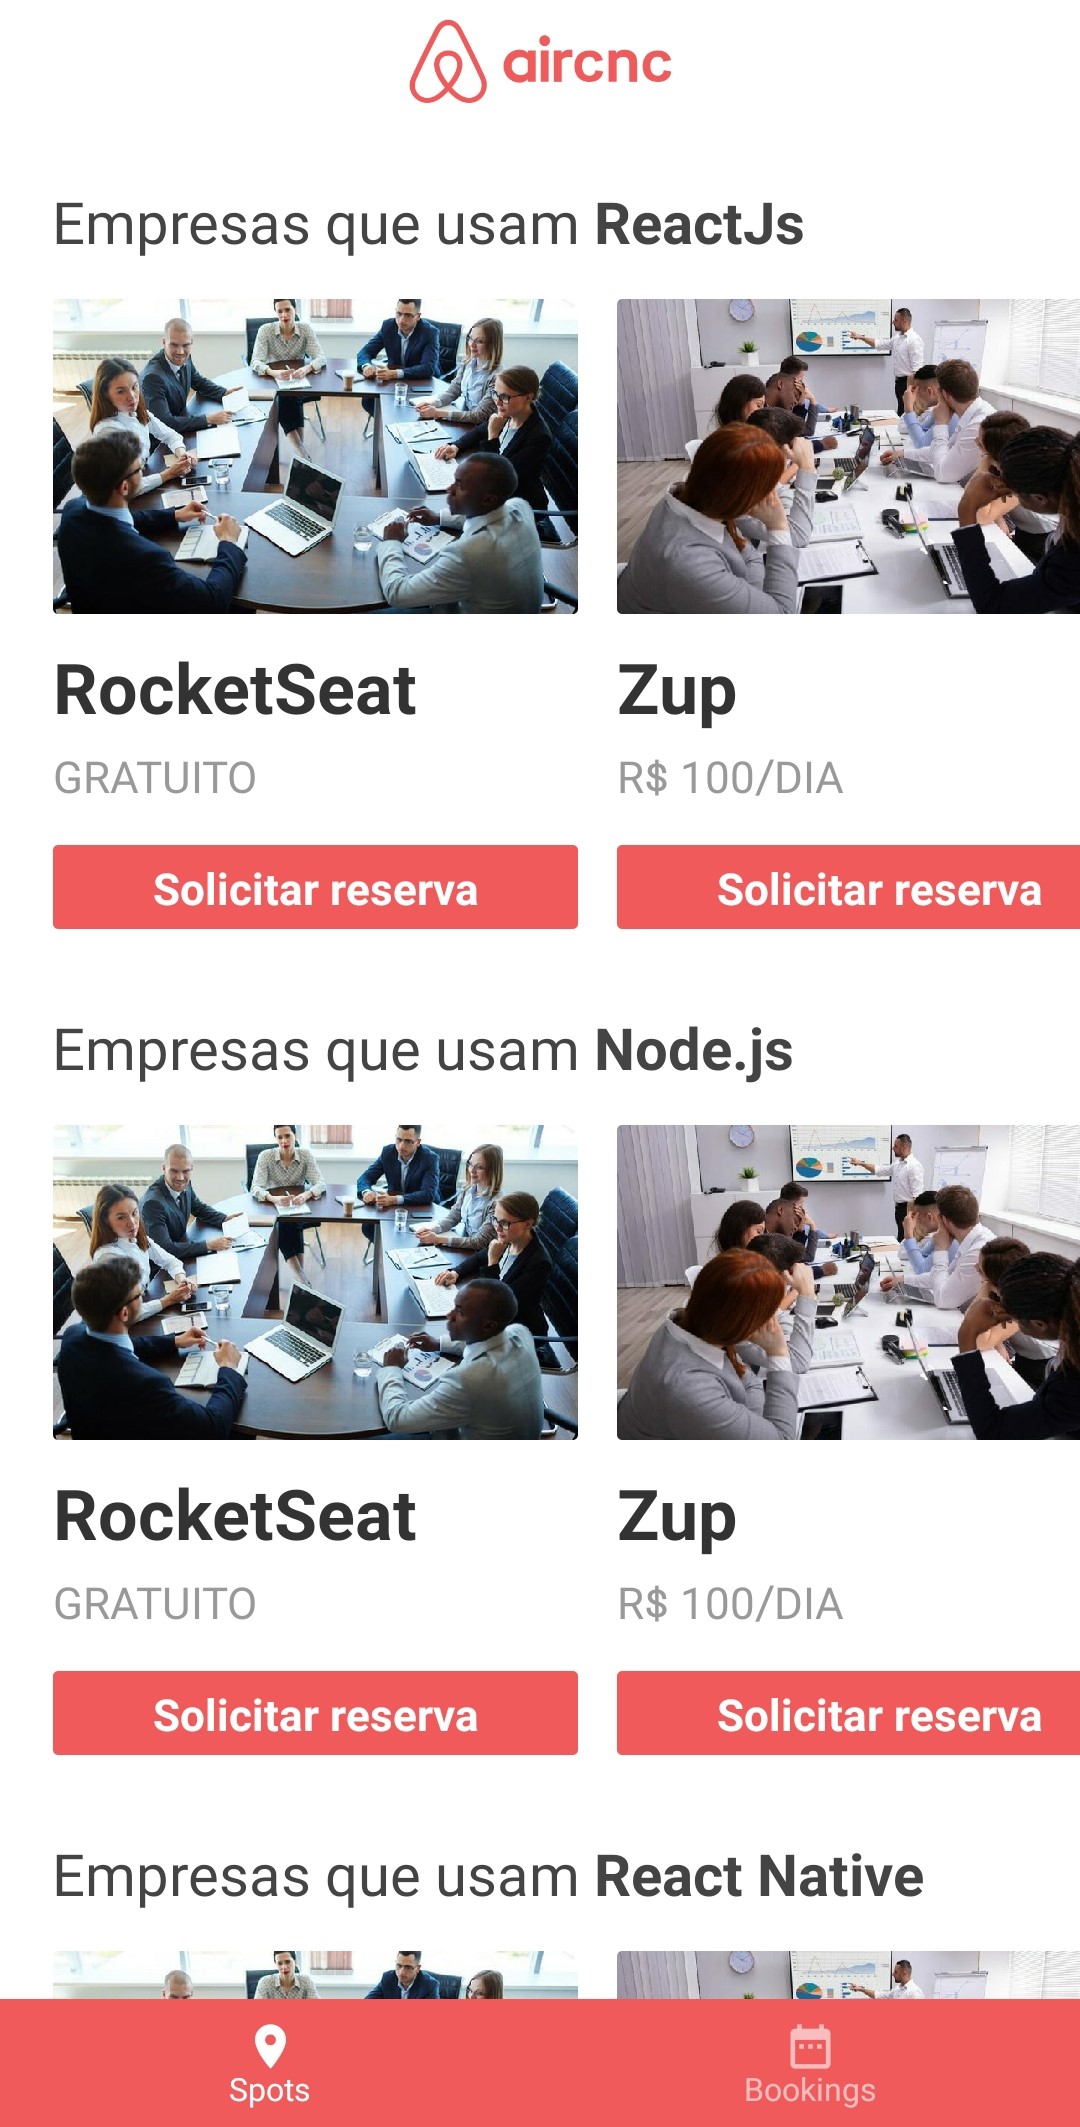 aircnc
Empresas que usam ReactJs
RocketSeat
GRATUITO
Solicitar reserva
Zup
R$ 100/DIA
Solicitar reserva
Empresas que usam Node.js
RocketSeat
GRATUITO
Solicitar reserva
Zup
R$ 100/DIA
Solicitar reserva
Empresas que usam React Native
Spots
Bookings